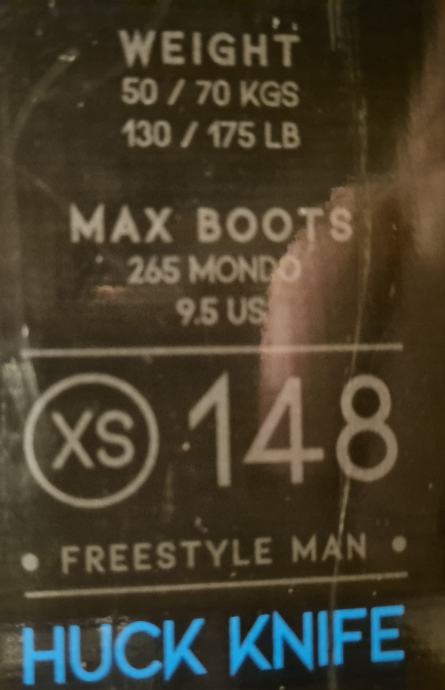 WEIGHT
50 / 70 KGS
130 / 175 LB
MAX BOOTS
265 MONDO
9.5 US
XS 148
• FREESTYLE MAN •
HUCK KNIFE